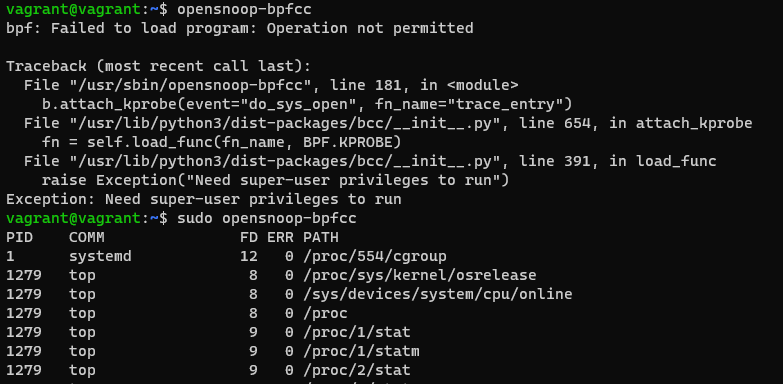 vagrant@vagrant:~$ opensnoop-bpfcc
bpf: Failed to load program: Operation not permitted

Traceback (most recent call last):
  File "/usr/sbin/opensnoop-bpfcc", line 181, in <module>
    b.attach_kprobe(event="do_sys_open", fn_name="trace_entry")
  File "/usr/lib/python3/dist-packages/bcc/__init__.py", line 654, in attach_kprobe
    fn = self.load_func(fn_name, BPF.KPROBE)
  File "/usr/lib/python3/dist-packages/bcc/__init__.py", line 391, in load_func
    raise Exception("Need super-user privileges to run")
Exception: Need super-user privileges to run
vagrant@vagrant:~$ sudo opensnoop-bpfcc
PID    COMM               FD ERR PATH
1      systemd            12   0 /proc/554/cgroup
1279   top                 8   0 /proc/sys/kernel/osrelease
1279   top                 8   0 /sys/devices/system/cpu/online
1279   top                 8   0 /proc
1279   top                 9   0 /proc/1/stat
1279   top                 9   0 /proc/1/statm
1279   top                 9   0 /proc/2/stat